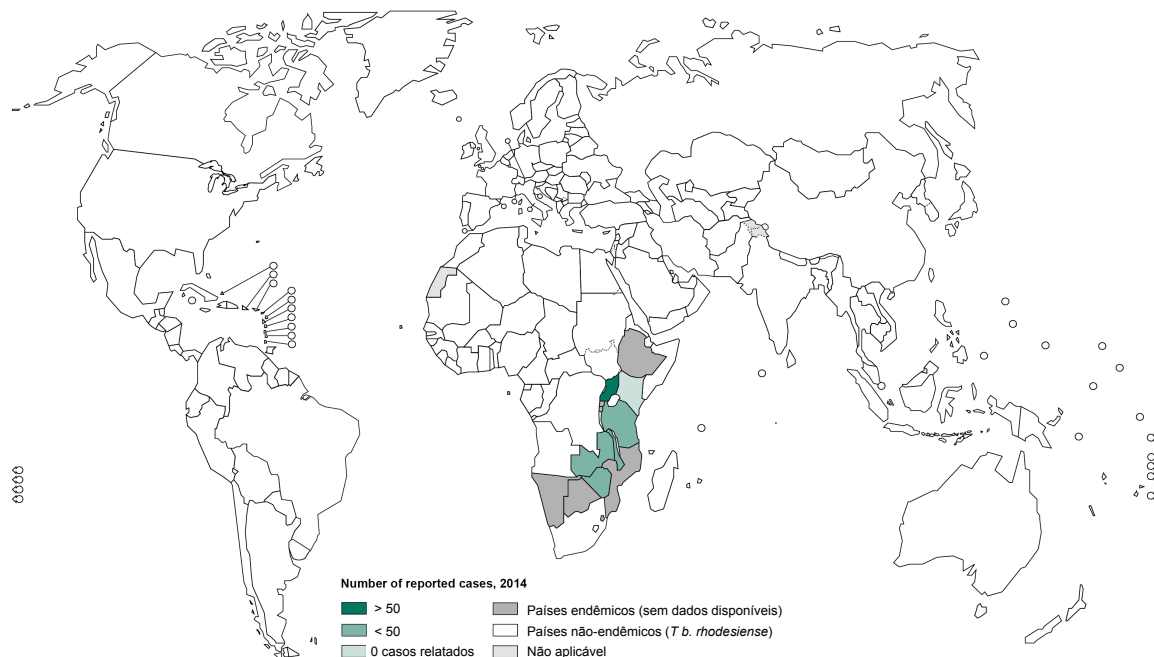 Number of reported cases, 2014
> 50
< 50
0 casos relatados
Países endêmicos (sem dados disponíveis)
Países não-endêmicos (T b. rhodesiense)
Não aplicável